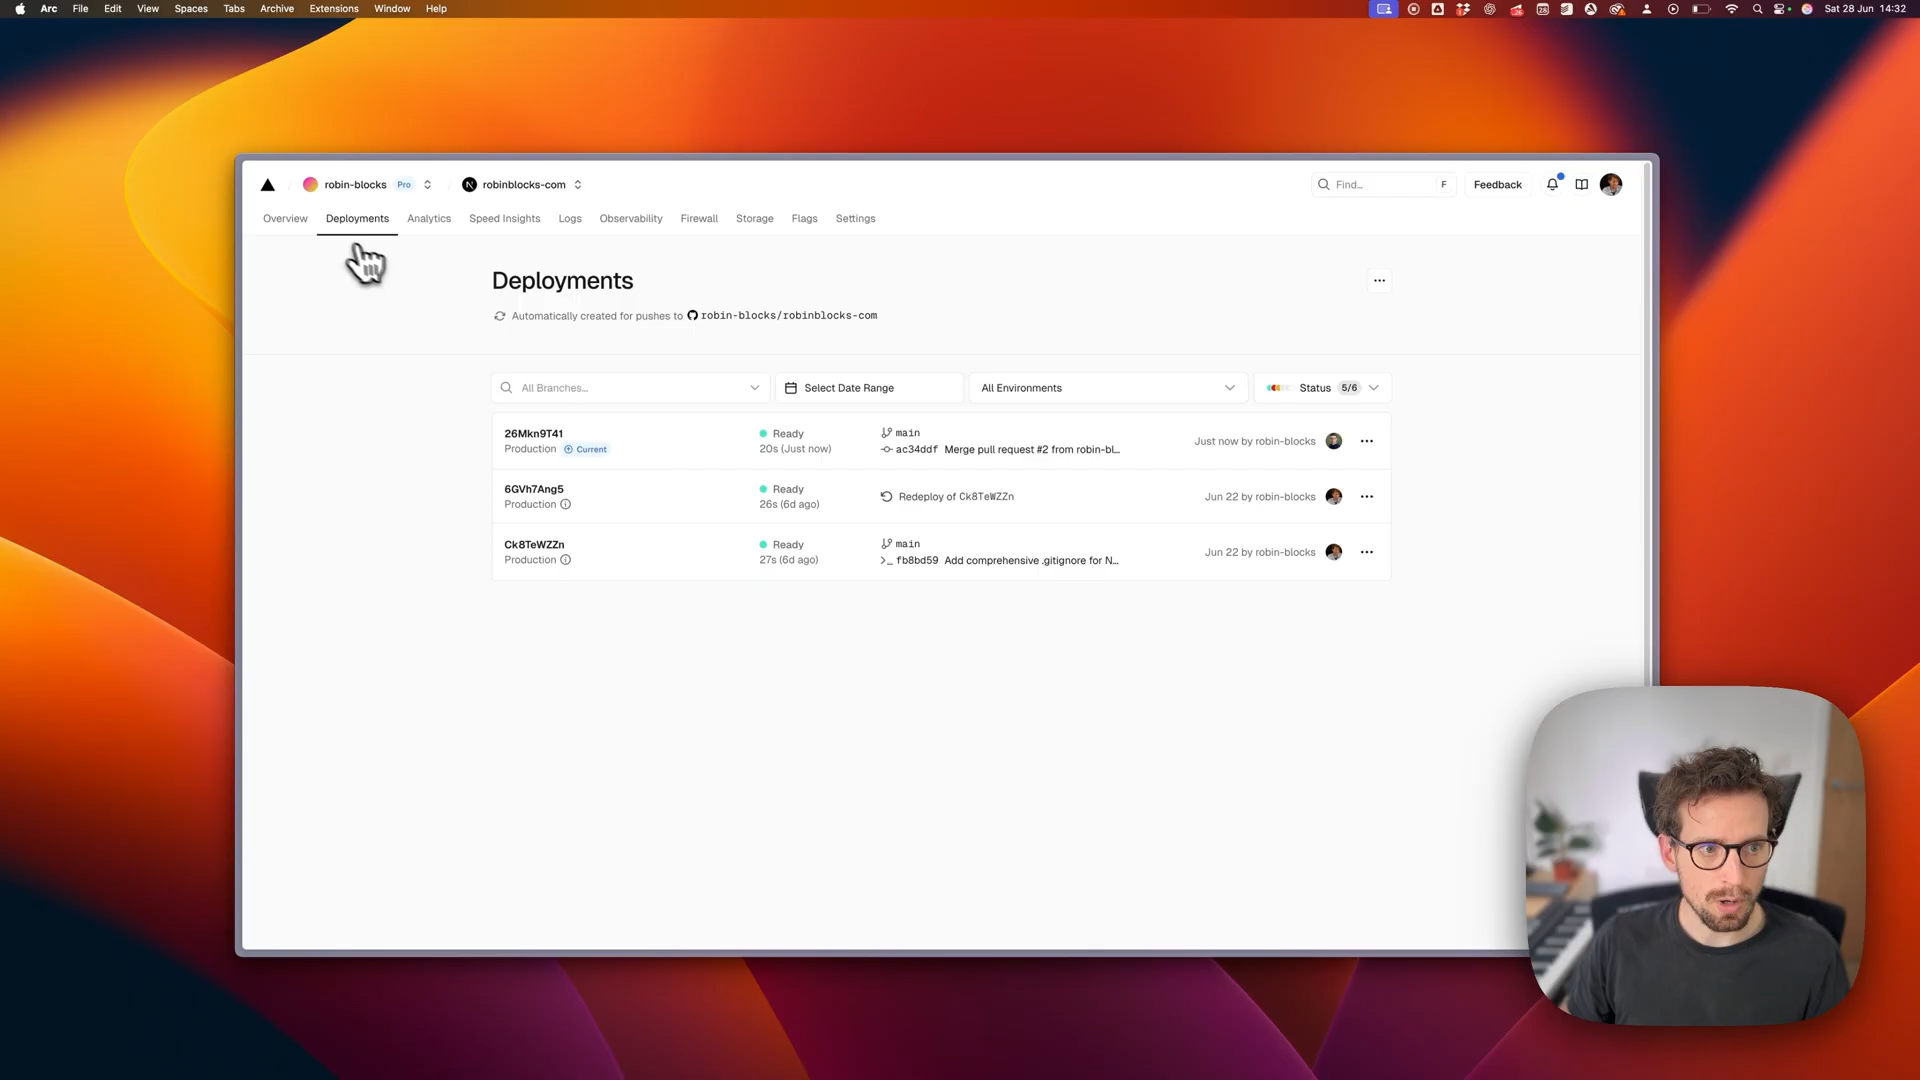 Arc File Edit View Spaces Tabs Archive Extensions Window Help Sat 28 Jun 14:32
robin-blocks Pro robinblocks-com Find... F Feedback
Overview Deployments Analytics Speed Insights Logs Observability Firewall Storage Flags Settings
Deployments
Automatically created for pushes to robin-blocks/robinblocks-com
All Branches... Select Date Range All Environments Status 5/6
26Mkn9T41 Ready main
Production Current 20s (Just now) ac34ddf Merge pull request #2 from robin-bl... Just now by robin-blocks
6GVh7Ang5 Ready
Production 26s (6d ago) Redeploy of Ck8TeWZZn Jun 22 by robin-blocks
Ck8TeWZZn Ready main
Production 27s (6d ago) fb8bd59 Add comprehensive .gitignore for N... Jun 22 by robin-blocks